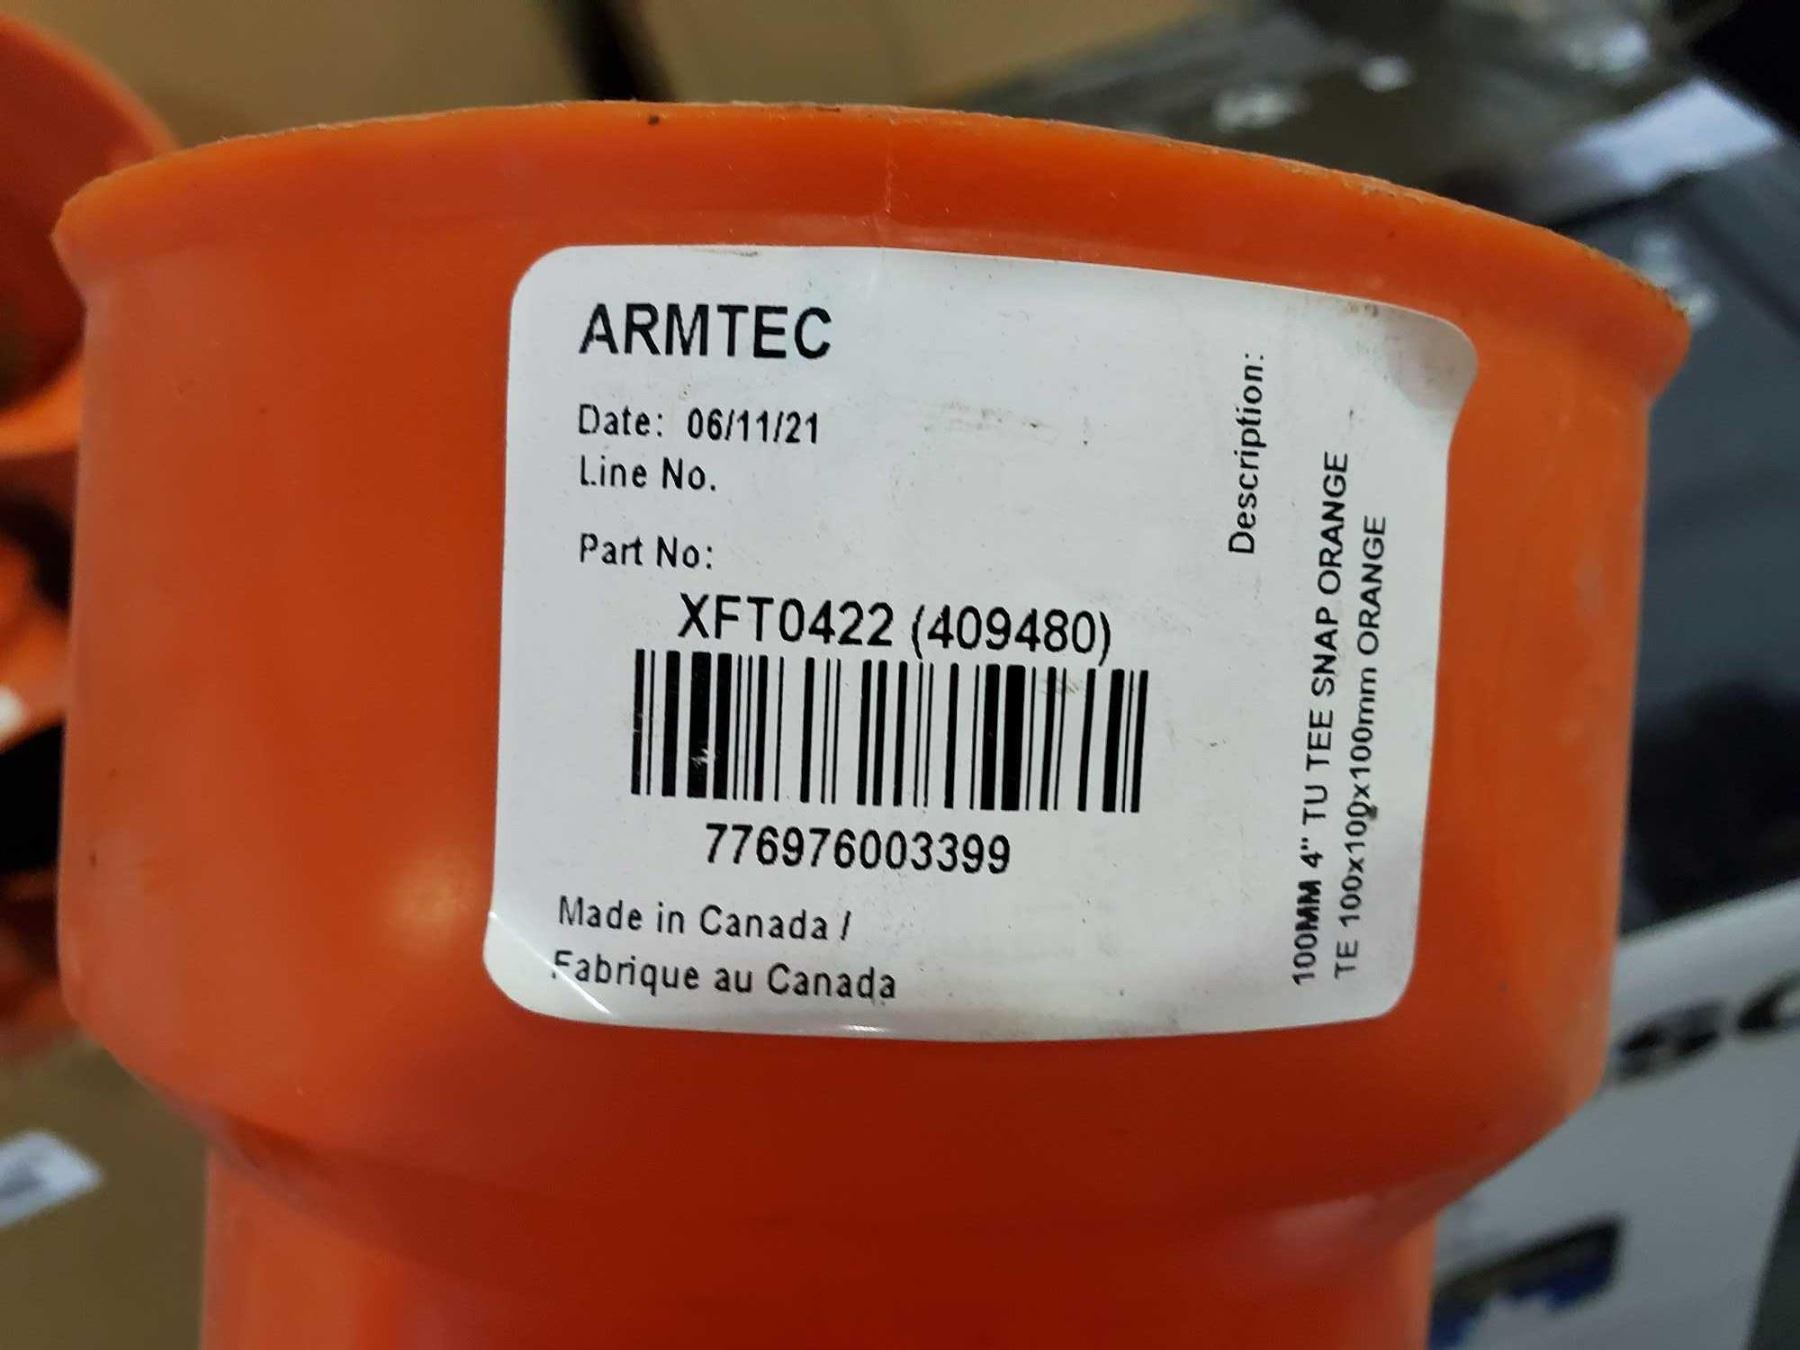 ARMTEC
Date: 06/11/21
Line No.
Part No:
XFT0422 (409480)
776976003399
Made in Canada /
Fabrique au Canada
Description:
100MM 4" TU TEE SNAP ORANGE
TE 100x100x100mm ORANGE